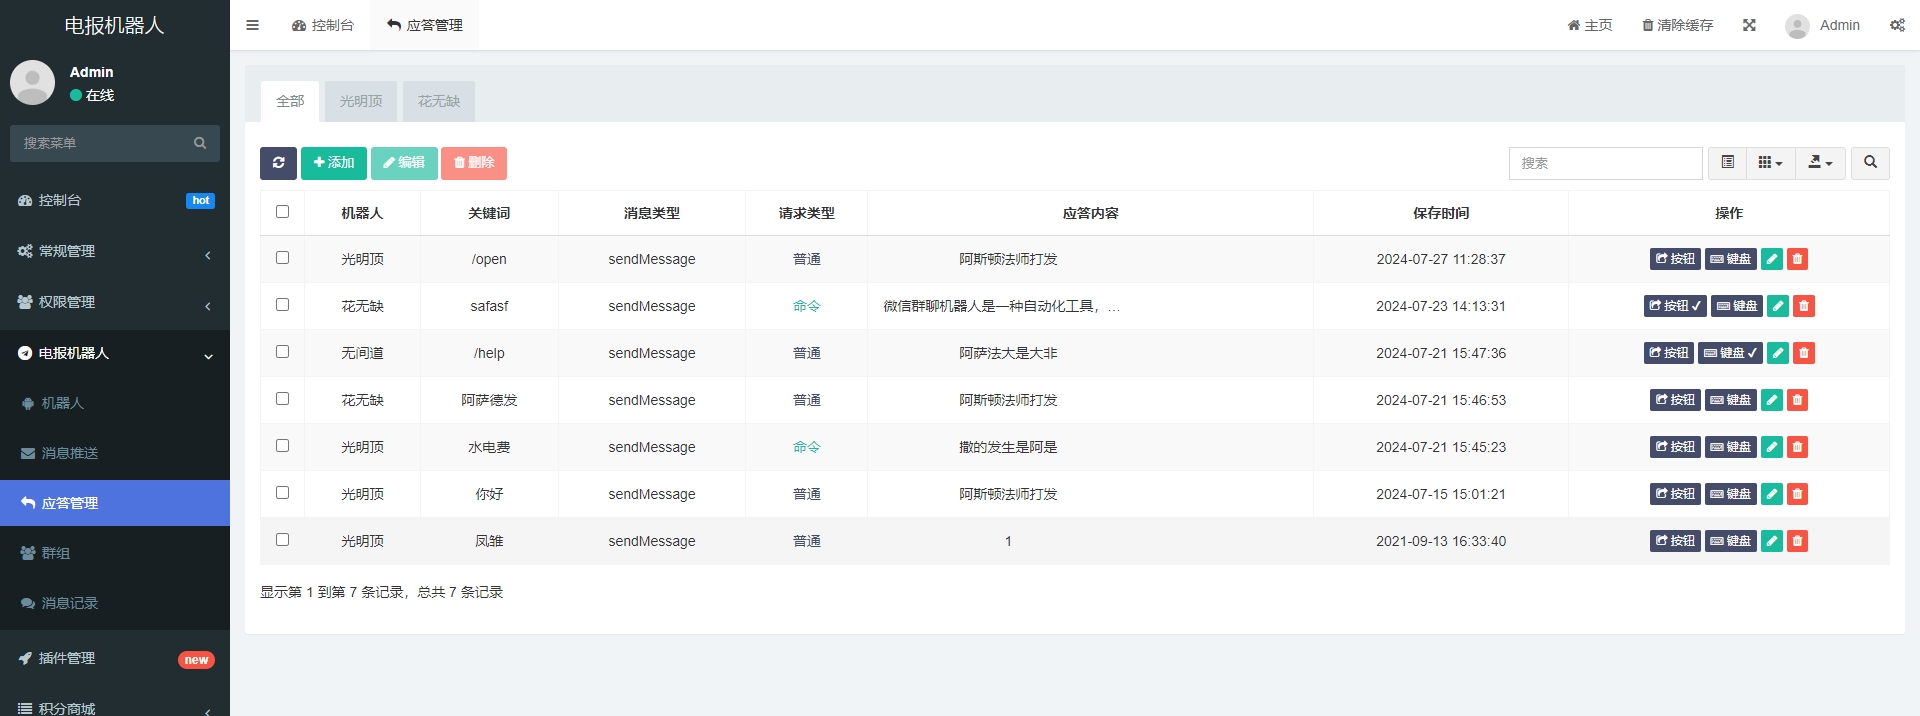 电报机器人
控制台
应答管理
主页
清除缓存
Admin
Admin
在线
搜索菜单
控制台 hot
常规管理
权限管理
电报机器人
机器人
消息推送
应答管理
群组
消息记录
插件管理 new
积分商城
全部 光明顶 花无缺
添加 编辑 删除 搜索
机器人 关键词 消息类型 请求类型 应答内容 保存时间 操作
光明顶 /open sendMessage 普通 阿斯顿法师打发 2024-07-27 11:28:37 按钮 键盘
花无缺 safasf sendMessage 命令 微信群聊机器人是一种自动化工具，... 2024-07-23 14:13:31 按钮✓ 键盘
无间道 /help sendMessage 普通 阿萨法大是大非 2024-07-21 15:47:36 按钮 键盘✓
花无缺 阿萨德发 sendMessage 普通 阿斯顿法师打发 2024-07-21 15:46:53 按钮 键盘
光明顶 水电费 sendMessage 命令 撒的发生是阿是 2024-07-21 15:45:23 按钮 键盘
光明顶 你好 sendMessage 普通 阿斯顿法师打发 2024-07-15 15:01:21 按钮 键盘
光明顶 凤雏 sendMessage 普通 1 2021-09-13 16:33:40 按钮 键盘
显示第 1 到第 7 条记录，总共 7 条记录